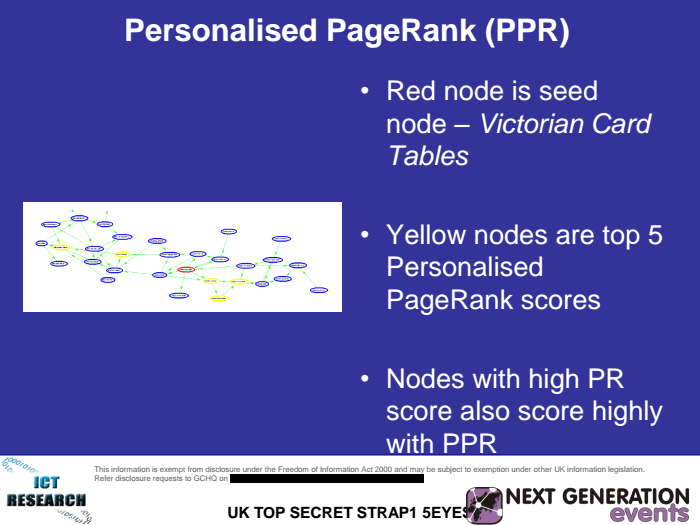 Personalised PageRank (PPR)
• Red node is seed
node – Victorian Card
Tables
• Yellow nodes are top 5
Personalised
PageRank scores
• Nodes with high PR
score also score highly
with PPR
This information is exempt from disclosure under the Freedom of Information Act 2000 and may be subject to exemption under other UK information legislation.
Refer disclosure requests to GCHQ on
ICT
RESEARCH
UK TOP SECRET STRAP1 5EYES
NEXT GENERATION
events